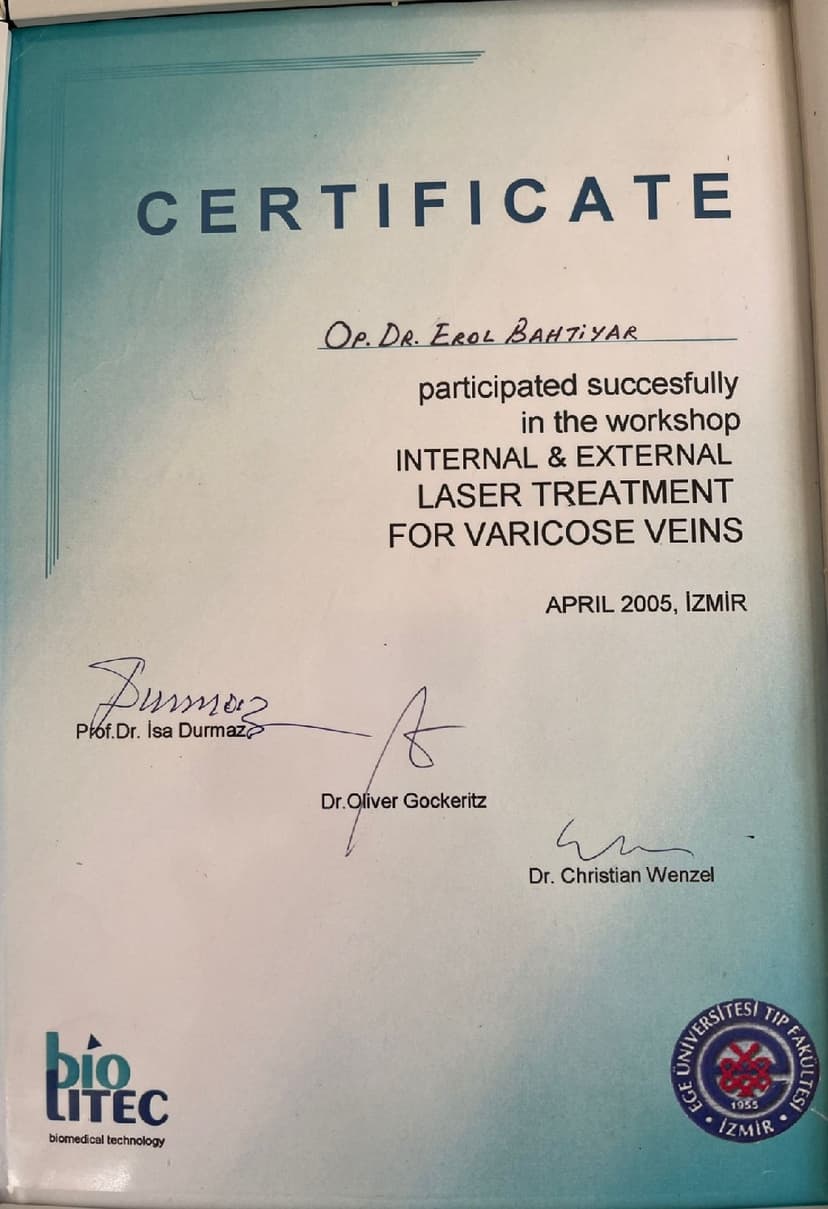 CERTIFICATE
OP. DR. EROL BAHTİYAR
participated succesfully
in the workshop
INTERNAL & EXTERNAL
LASER TREATMENT
FOR VARICOSE VEINS
APRIL 2005, İZMİR
Durmaz
Prof.Dr. İsa Durmaz
Dr.Oliver Gockeritz
Dr. Christian Wenzel
bio
LITEC
biomedical technology
EGE ÜNİVERSİTESİ TIP FAKÜLTESİ
1955
• İZMİR •